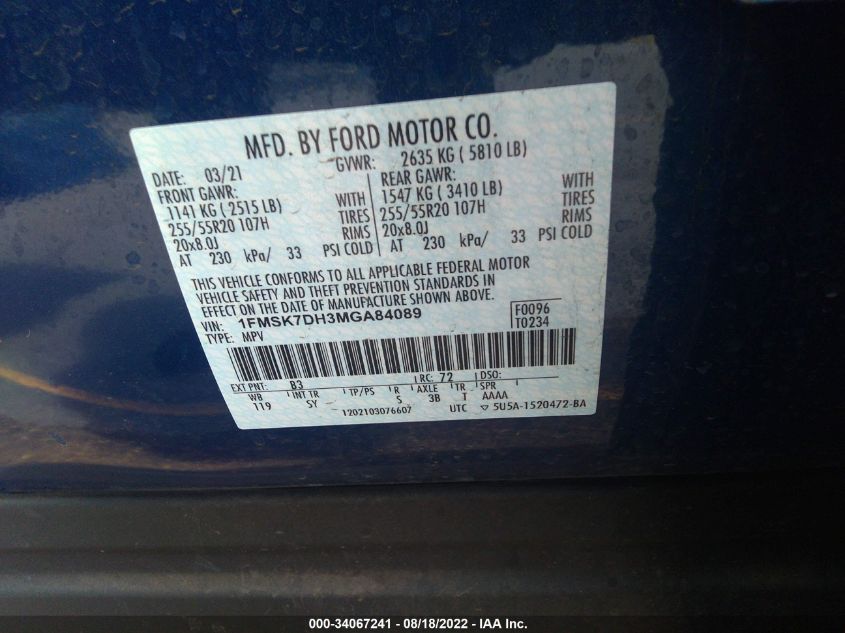 MFD. BY FORD MOTOR CO.
DATE: 03/21 GVWR: 2635 KG ( 5810 LB)
FRONT GAWR: REAR GAWR:
1141 KG ( 2515 LB) WITH 1547 KG ( 3410 LB) WITH
255/55R20 107H TIRES 255/55R20 107H TIRES
20x8.0J RIMS 20x8.0J RIMS
AT 230 kPa/ 33 PSI COLD AT 230 kPa/ 33 PSI COLD
THIS VEHICLE CONFORMS TO ALL APPLICABLE FEDERAL MOTOR
VEHICLE SAFETY AND THEFT PREVENTION STANDARDS IN
EFFECT ON THE DATE OF MANUFACTURE SHOWN ABOVE.
VIN: 1FMSK7DH3MGA84089 F0096
TYPE: MPV T0234
EXT PNT: B3 RC: 72 DSO:
WB INT TR TP/PS R AXLE TR SPR
119 SY S 3B T AAAA
1202103076607 UTC ▽ 5U5A-1520472-BA
000-34067241 - 08/18/2022 - IAA Inc.